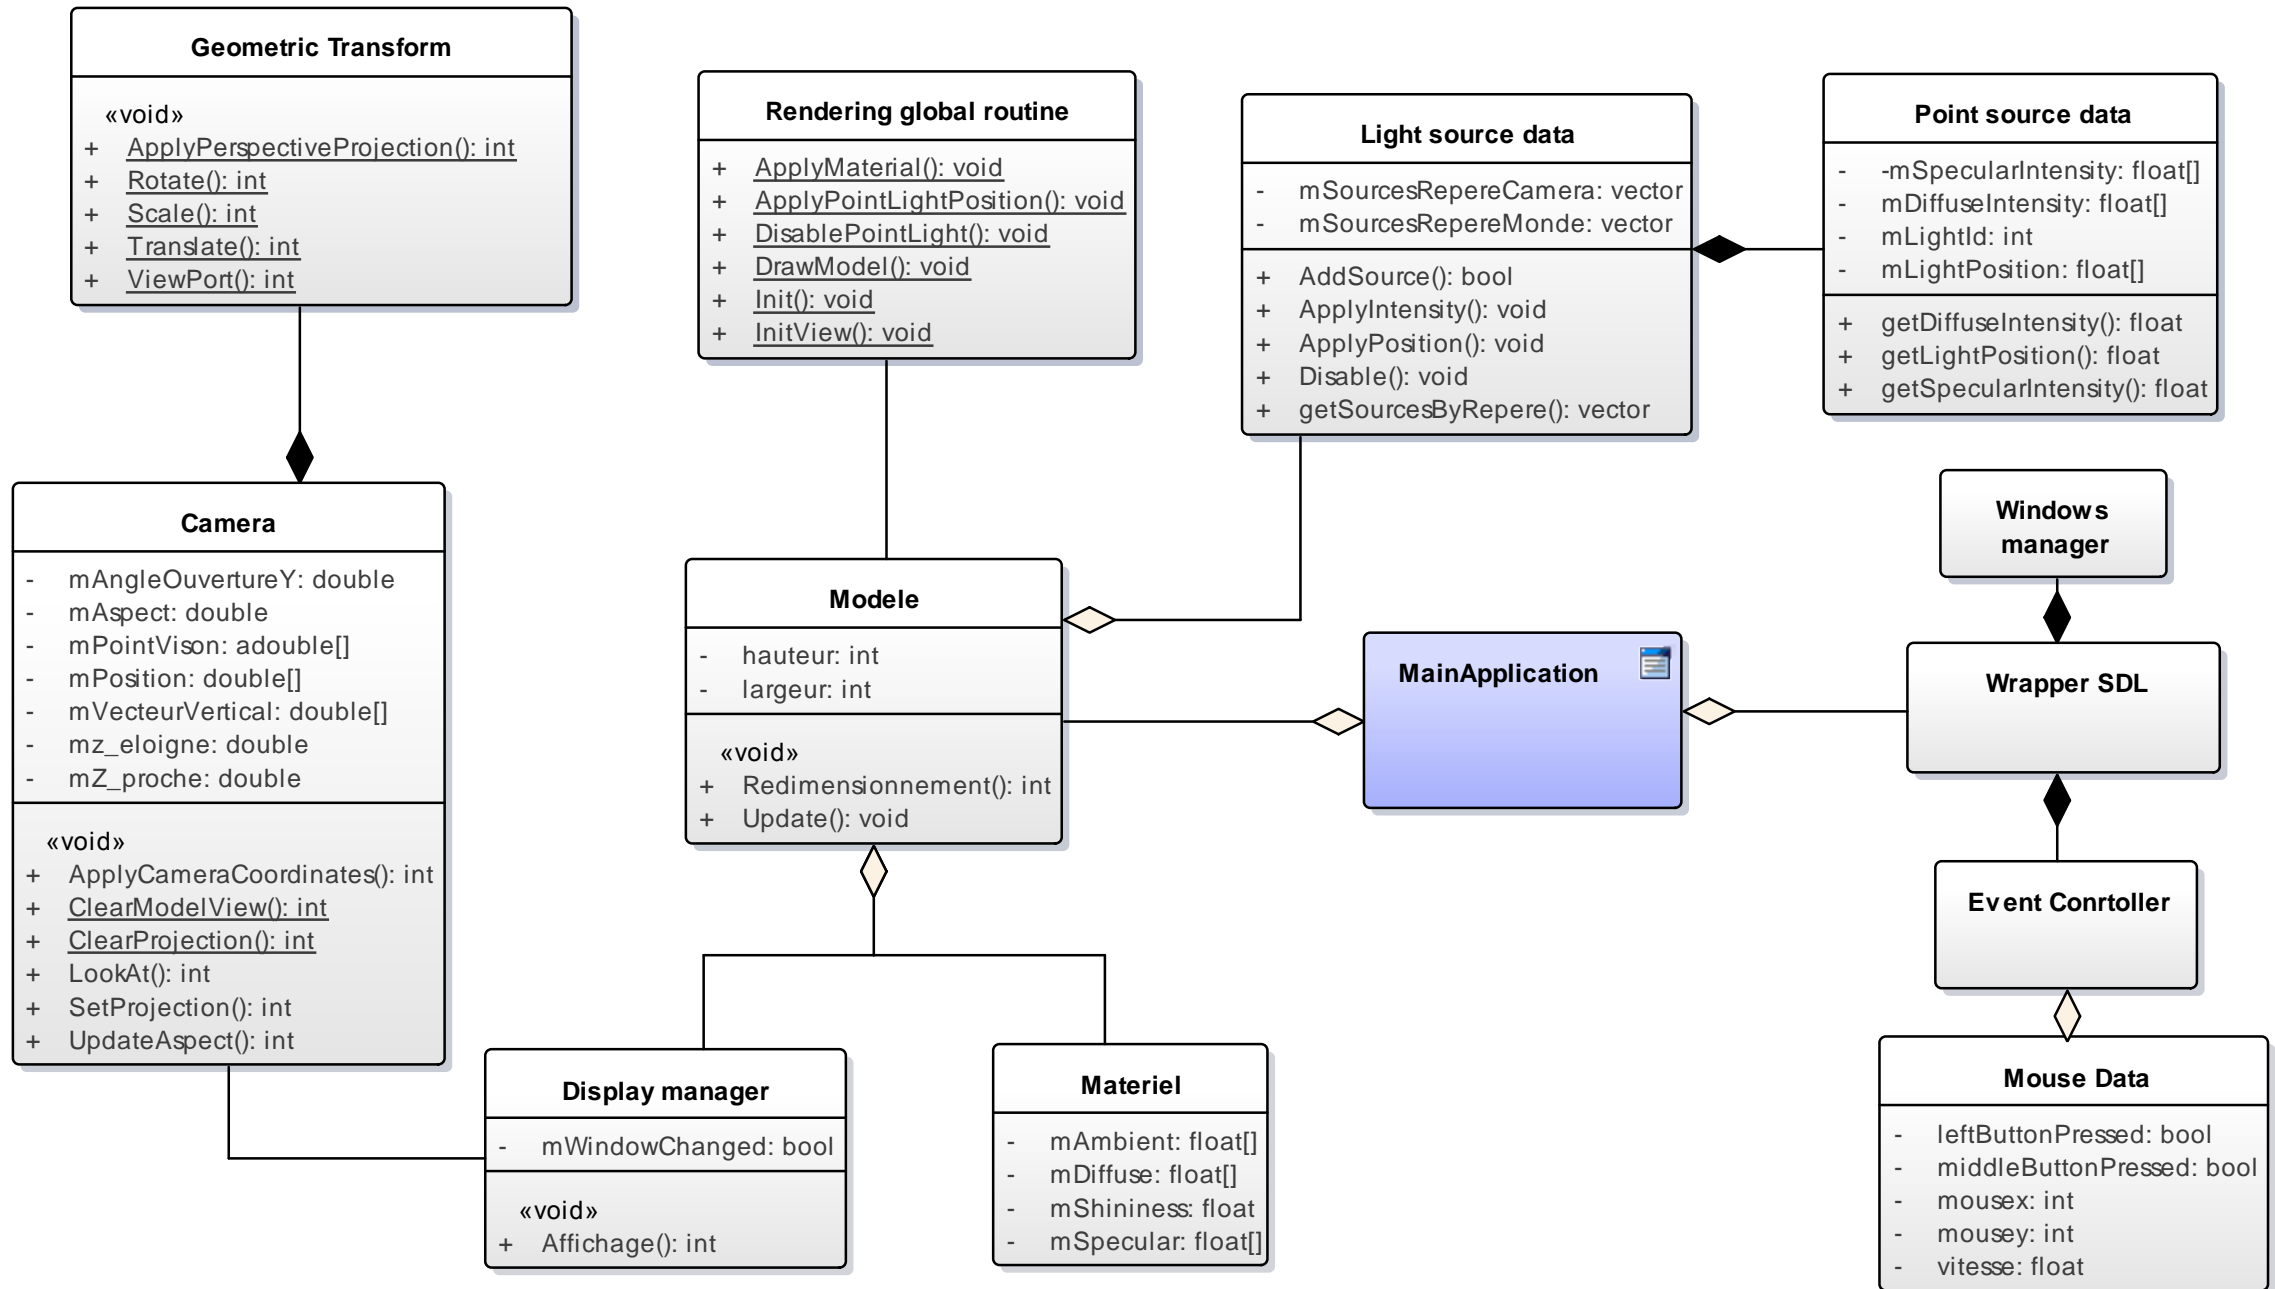 Geometric Transform
«void»
+ ApplyPerspectiveProjection(): int
+ Rotate(): int
+ Scale(): int
+ Translate(): int
+ ViewPort(): int
Rendering global routine
+ ApplyMaterial(): void
+ ApplyPointLightPosition(): void
+ DisablePointLight(): void
+ DrawModel(): void
+ Init(): void
+ InitView(): void
Light source data
- mSourcesRepereCamera: vector
- mSourcesRepereMonde: vector
+ AddSource(): bool
+ ApplyIntensity(): void
+ ApplyPosition(): void
+ Disable(): void
+ getSourcesByRepere(): vector
Point source data
- -mSpecularIntensity: float[]
- mDiffuseIntensity: float[]
- mLightId: int
- mLightPosition: float[]
+ getDiffuseIntensity(): float
+ getLightPosition(): float
+ getSpecularIntensity(): float
Camera
- mAngleOuvertureY: double
- mAspect: double
- mPointVison: adouble[]
- mPosition: double[]
- mVecteurVertical: double[]
- mz_eloigne: double
- mZ_proche: double
«void»
+ ApplyCameraCoordinates(): int
+ ClearModelView(): int
+ ClearProjection(): int
+ LookAt(): int
+ SetProjection(): int
+ UpdateAspect(): int
Modele
- hauteur: int
- largeur: int
«void»
+ Redimensionnement(): int
+ Update(): void
MainApplication
Windows
manager
Wrapper SDL
Event Conrtoller
Display manager
- mWindowChanged: bool
«void»
+ Affichage(): int
Materiel
- mAmbient: float[]
- mDiffuse: float[]
- mShininess: float
- mSpecular: float[]
Mouse Data
- leftButtonPressed: bool
- middleButtonPressed: bool
- mousex: int
- mousey: int
- vitesse: float